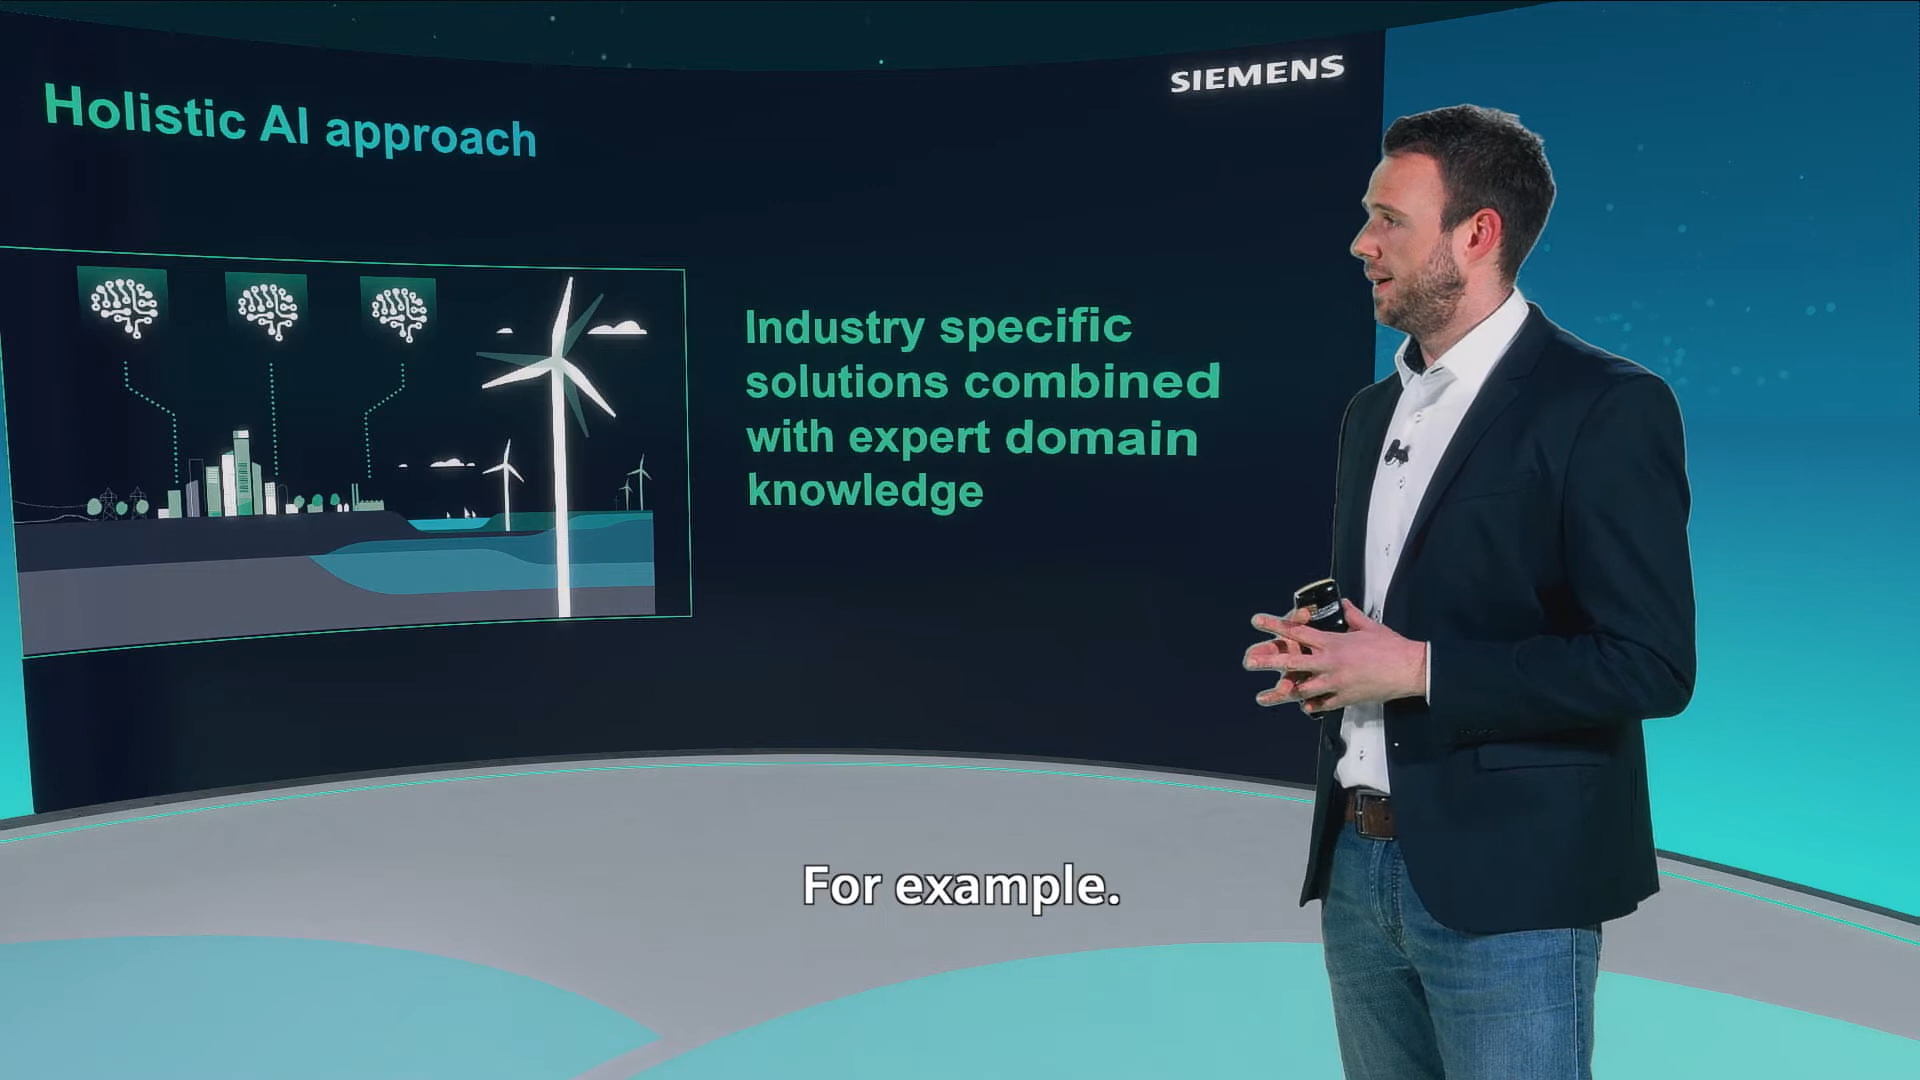 SIEMENS
Holistic AI approach
Industry specific
solutions combined
with expert domain
knowledge
For example.